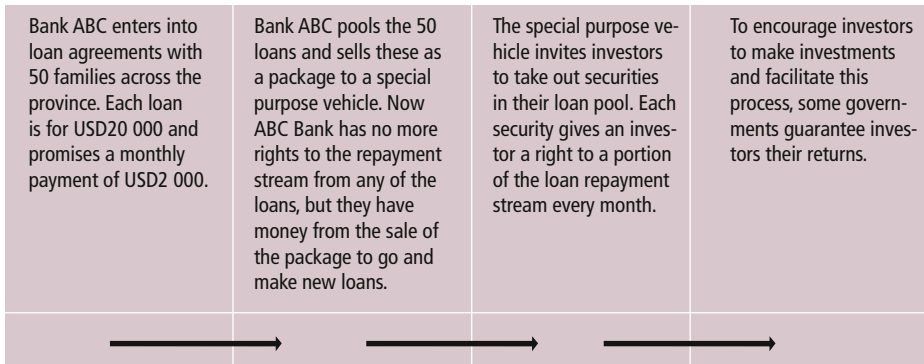 Bank ABC enters into
loan agreements with
50 families across the
province. Each loan
is for USD20 000 and
promises a monthly
payment of USD2 000.
Bank ABC pools the 50
loans and sells these as
a package to a special
purpose vehicle. Now
ABC Bank has no more
rights to the repayment
stream from any of the
loans, but they have
money from the sale of
the package to go and
make new loans.
The special purpose ve-
hicle invites investors
to take out securities
in their loan pool. Each
security gives an inves-
tor a right to a portion
of the loan repayment
stream every month.
To encourage investors
to make investments
and facilitate this
process, some govern-
ments guarantee inves-
tors their returns.